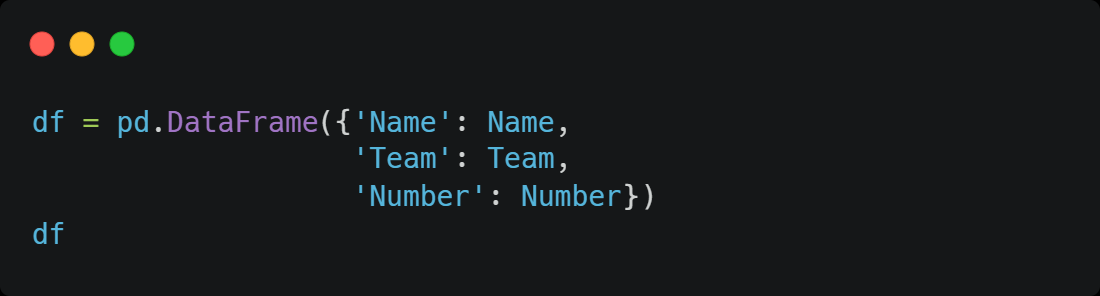 df = pd.DataFrame({'Name': Name,
                   'Team': Team,
                   'Number': Number})
df